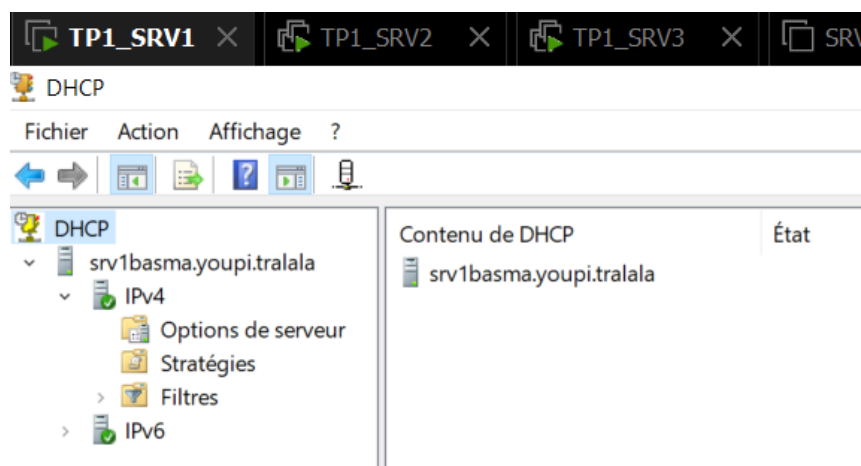 TP1_SRV1 TP1_SRV2 TP1_SRV3 SRV
DHCP
Fichier Action Affichage ?
DHCP
srv1basma.youpi.tralala
IPv4
Options de serveur
Stratégies
Filtres
IPv6
Contenu de DHCP État
srv1basma.youpi.tralala